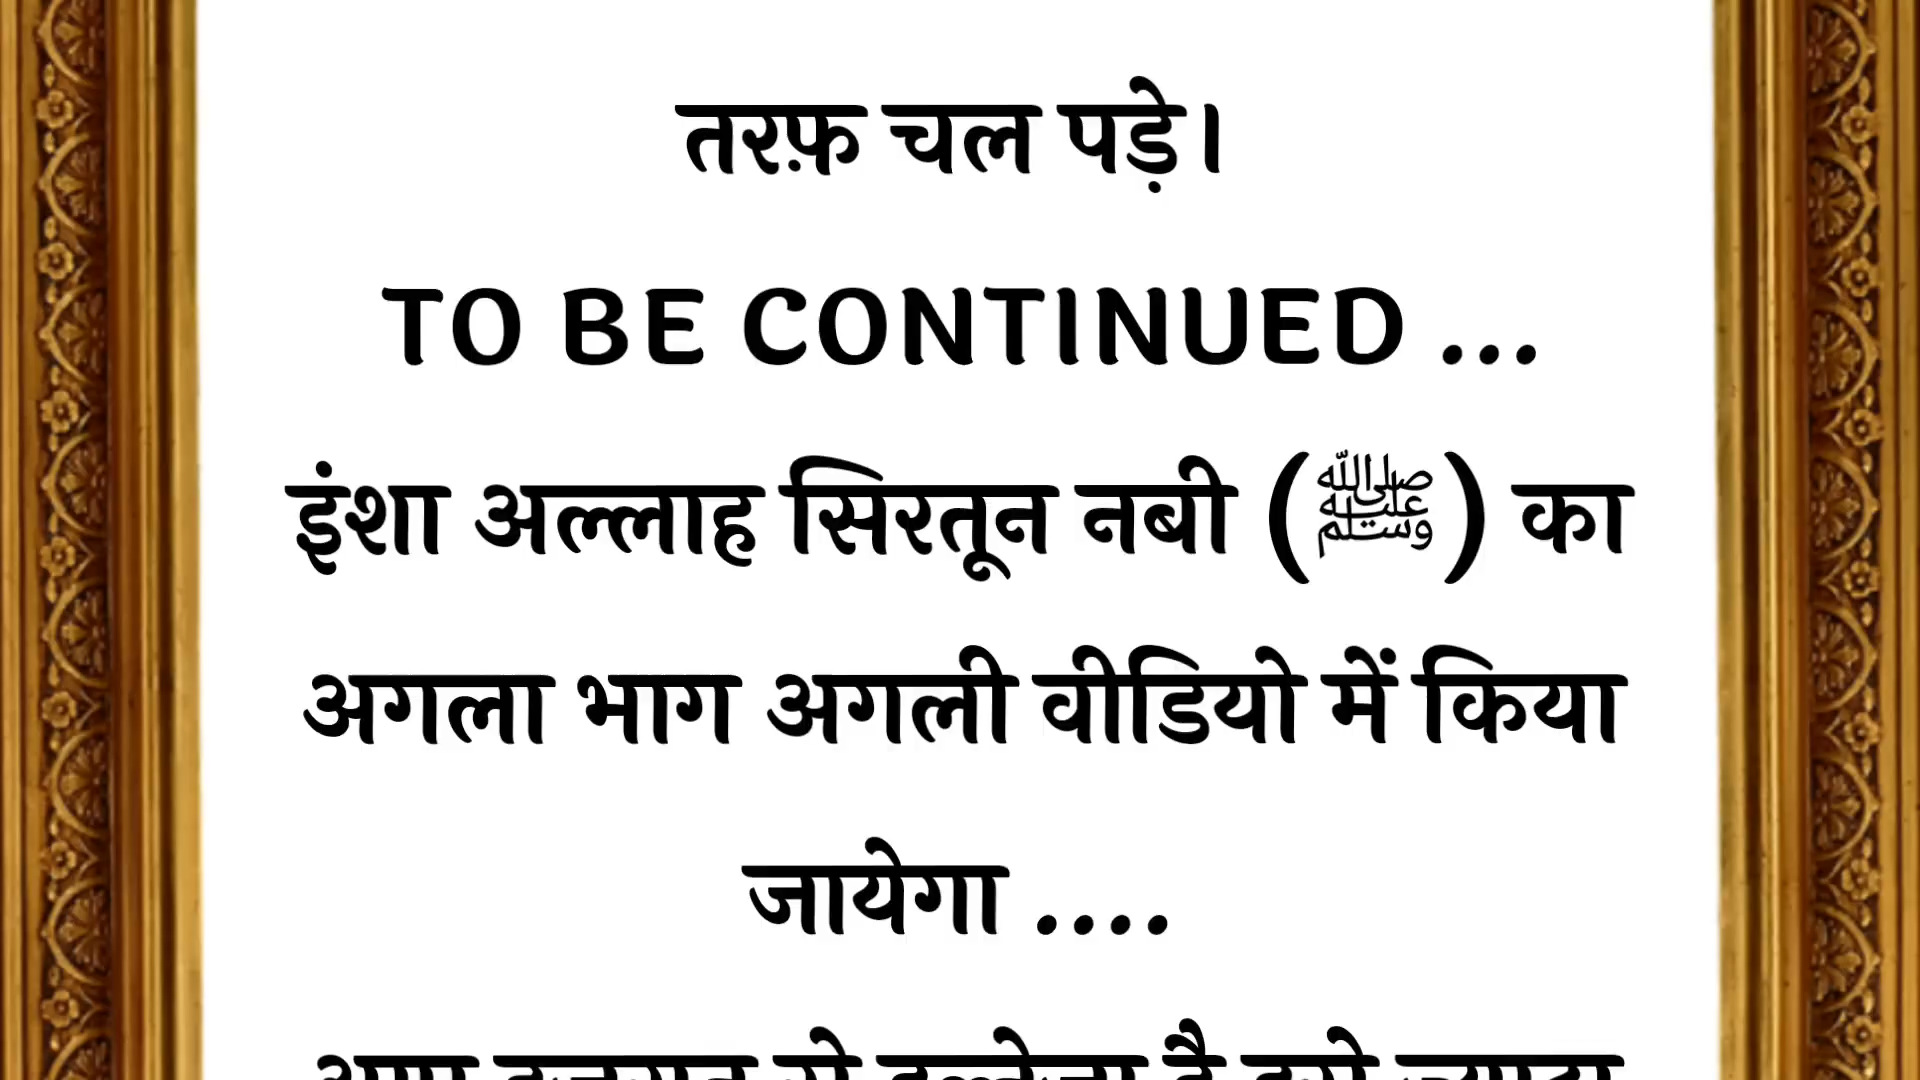 तरफ़ चल पड़े।
TO BE CONTINUED ...
इंशा अल्लाह सिरतून नबी (ﷺ) का
अगला भाग अगली वीडियो में किया
जायेगा ....